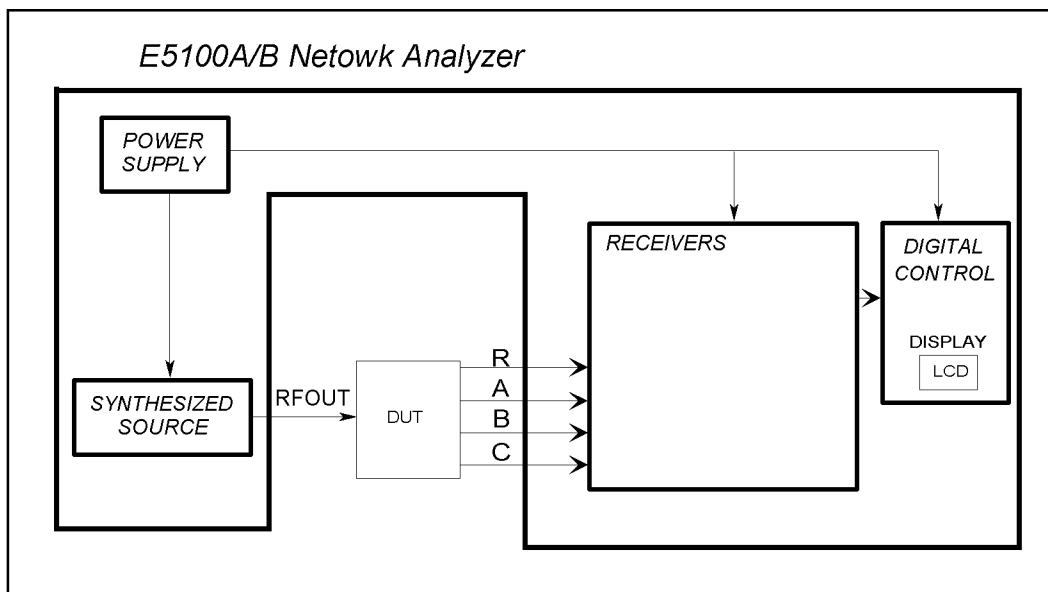 E5100A/B Netowk Analyzer
POWER
SUPPLY
RECEIVERS
DIGITAL
CONTROL
DISPLAY
LCD
SYNTHESIZED
SOURCE
RFOUT
DUT
R
A
B
C